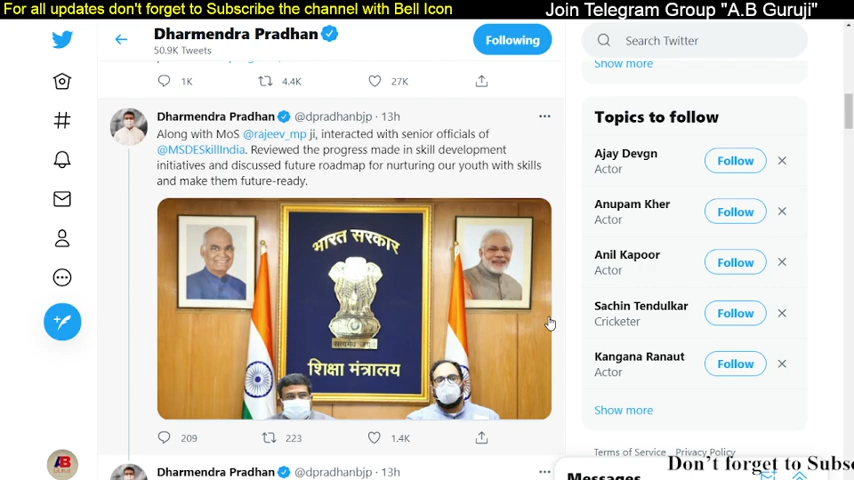 For all updates don't forget to Subscribe the channel with Bell Icon
Join Telegram Group "A.B Guruji"
Dharmendra Pradhan
50.9K Tweets
Following
Search Twitter
1K
4.4K
27K
Show more
Dharmendra Pradhan @dpradhanbjp · 13h
Along with MoS @rajeev_mp ji, interacted with senior officials of
@MSDESkillIndia. Reviewed the progress made in skill development
initiatives and discussed future roadmap for nurturing our youth with skills
and make them future-ready.
भारत सरकार
शिक्षा मंत्रालय
209
223
1.4K
Dharmendra Pradhan @dpradhanbjp · 13h
Topics to follow
Ajay Devgn
Actor
Follow
Anupam Kher
Actor
Follow
Anil Kapoor
Actor
Follow
Sachin Tendulkar
Cricketer
Follow
Kangana Ranaut
Actor
Follow
Show more
Terms of Service Privacy Policy
Messages
Don't forget to Subs
AB